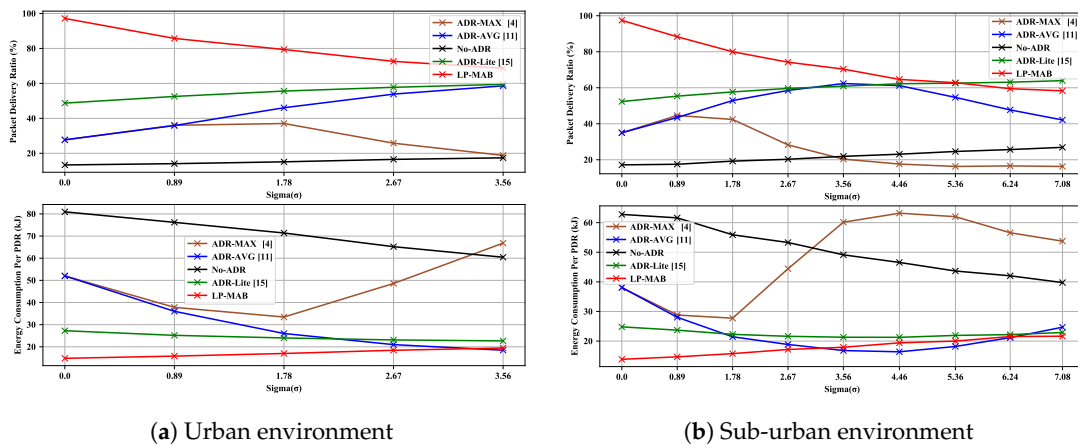 100
80
60
40
20
Packet Delivery Ratio (%)
ADR-MAX [4]
ADR-AVG [11]
No-ADR
ADR-Lite [15]
LP-MAB
0.0 0.89 1.78 2.67 3.56
Sigma(σ)
80
70
60
50
40
30
20
Energy Consumption Per PDR (kJ)
ADR-MAX [4]
ADR-AVG [11]
No-ADR
ADR-Lite [15]
LP-MAB
0.0 0.89 1.78 2.67 3.56
Sigma(σ)
(a) Urban environment
100
80
60
40
20
Packet Delivery Ratio (%)
ADR-MAX [4]
ADR-AVG [11]
No-ADR
ADR-Lite [15]
LP-MAB
0.0 0.89 1.78 2.67 3.56 4.46 5.36 6.24 7.08
Sigma(σ)
60
50
40
30
20
Energy Consumption Per PDR (kJ)
ADR-MAX [4]
ADR-AVG [11]
No-ADR
ADR-Lite [15]
LP-MAB
0.0 0.89 1.78 2.67 3.56 4.46 5.36 6.24 7.08
Sigma(σ)
(b) Sub-urban environment